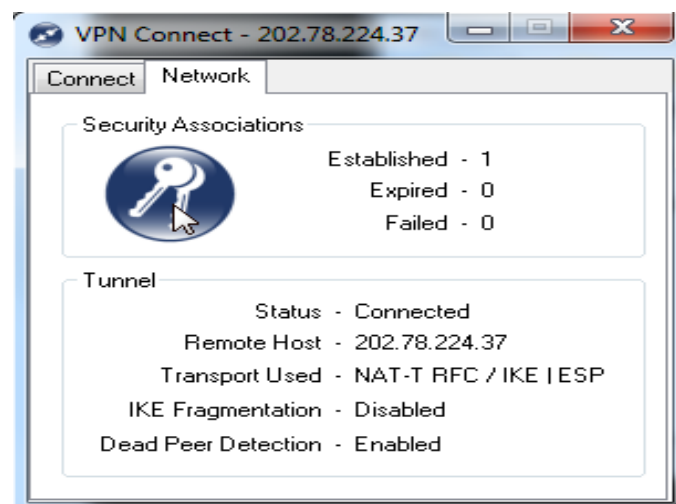 VPN Connect - 202.78.224.37
Connect Network
Security Associations
Established - 1
Expired - 0
Failed - 0
Tunnel
Status - Connected
Remote Host - 202.78.224.37
Transport Used - NAT-T RFC / IKE | ESP
IKE Fragmentation - Disabled
Dead Peer Detection - Enabled